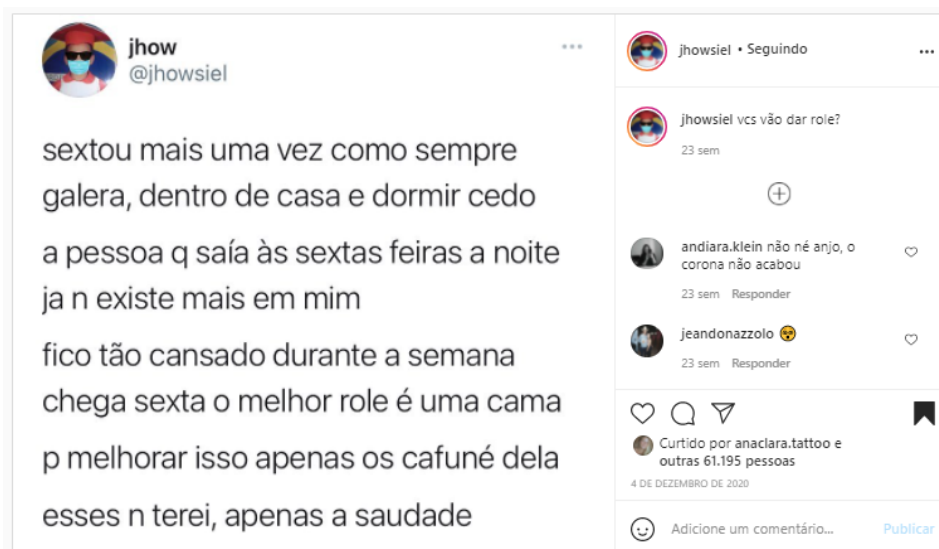 jhow
@jhowsiel
sextou mais uma vez como sempre
galera, dentro de casa e dormir cedo
a pessoa q saía às sextas feiras a noite
ja n existe mais em mim
fico tão cansado durante a semana
chega sexta o melhor role é uma cama
p melhorar isso apenas os cafuné dela
esses n terei, apenas a saudade
jhowsiel • Seguindo
jhowsiel vcs vão dar role?
23 sem
andiara.klein não né anjo, o
corona não acabou
23 sem Responder
jeandonazzolo 😵
23 sem Responder
Curtido por anaclara.tattoo e
outras 61.195 pessoas
4 DE DEZEMBRO DE 2020
Adicione um comentário... Publicar